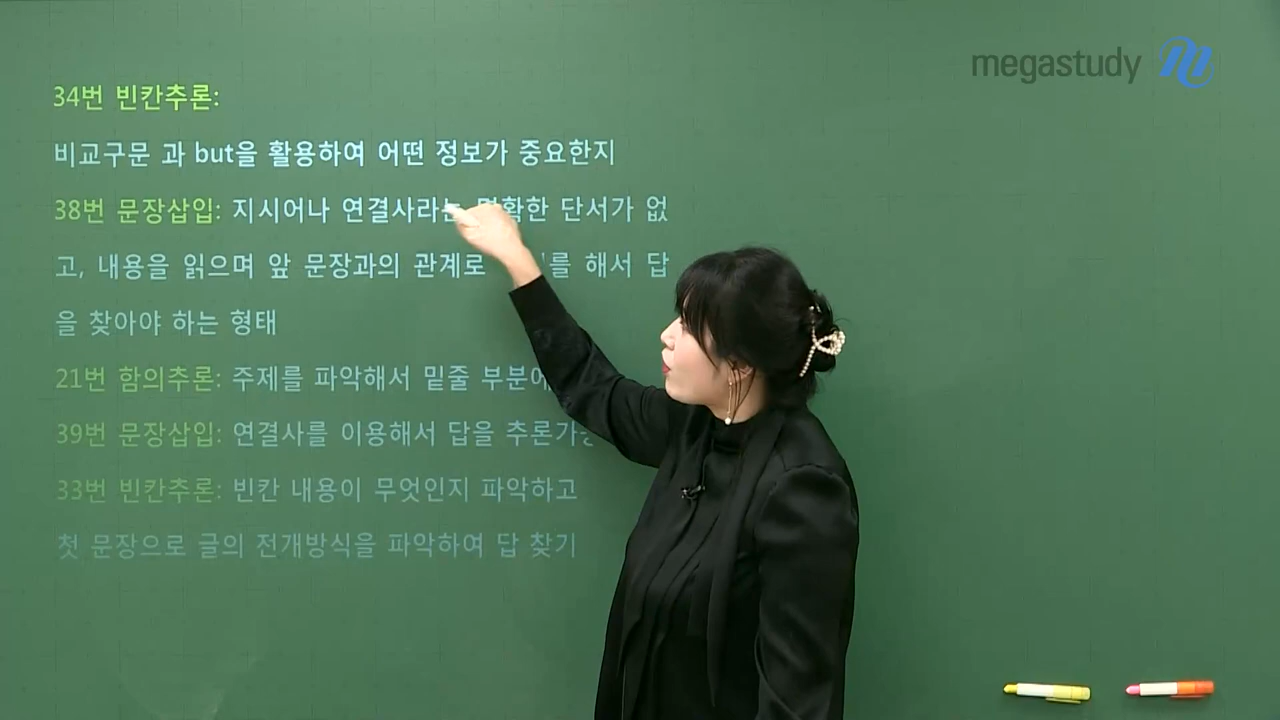 megastudy
34번 빈칸추론:
비교구문 과 but을 활용하여 어떤 정보가 중요한지
38번 문장삽입: 지시어나 연결사라는 단서가 없
고, 내용을 읽으며 앞 문장과의 관계로 해서 답
을 찾아야 하는 형태
21번 함의추론: 주제를 파악해서 밑줄 부분에
39번 문장삽입: 연결사를 이용해서 답을 추론가능
33번 빈칸추론: 빈칸 내용이 무엇인지 파악하고
첫 문장으로 글의 전개방식을 파악하여 답 찾기